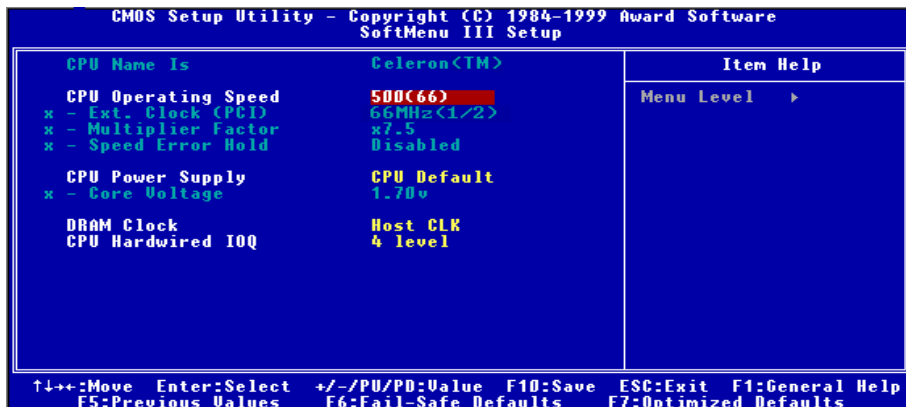 CMOS Setup Utility - Copyright (C) 1984-1999 Award Software
SoftMenu III Setup
CPU Name Is Celeron(TM)
Item Help
CPU Operating Speed 500(66)
Menu Level ▸
x - Ext. Clock (PCI) 66MHz(1/2)
x - Multiplier Factor x7.5
x - Speed Error Hold Disabled
CPU Power Supply CPU Default
x - Core Voltage 1.70v
DRAM Clock Host CLK
CPU Hardwired IOQ 4 level
↑↓→←:Move Enter:Select +/-/PU/PD:Value F10:Save ESC:Exit F1:General Help
F5:Previous Values F6:Fail-Safe Defaults F7:Optimized Defaults